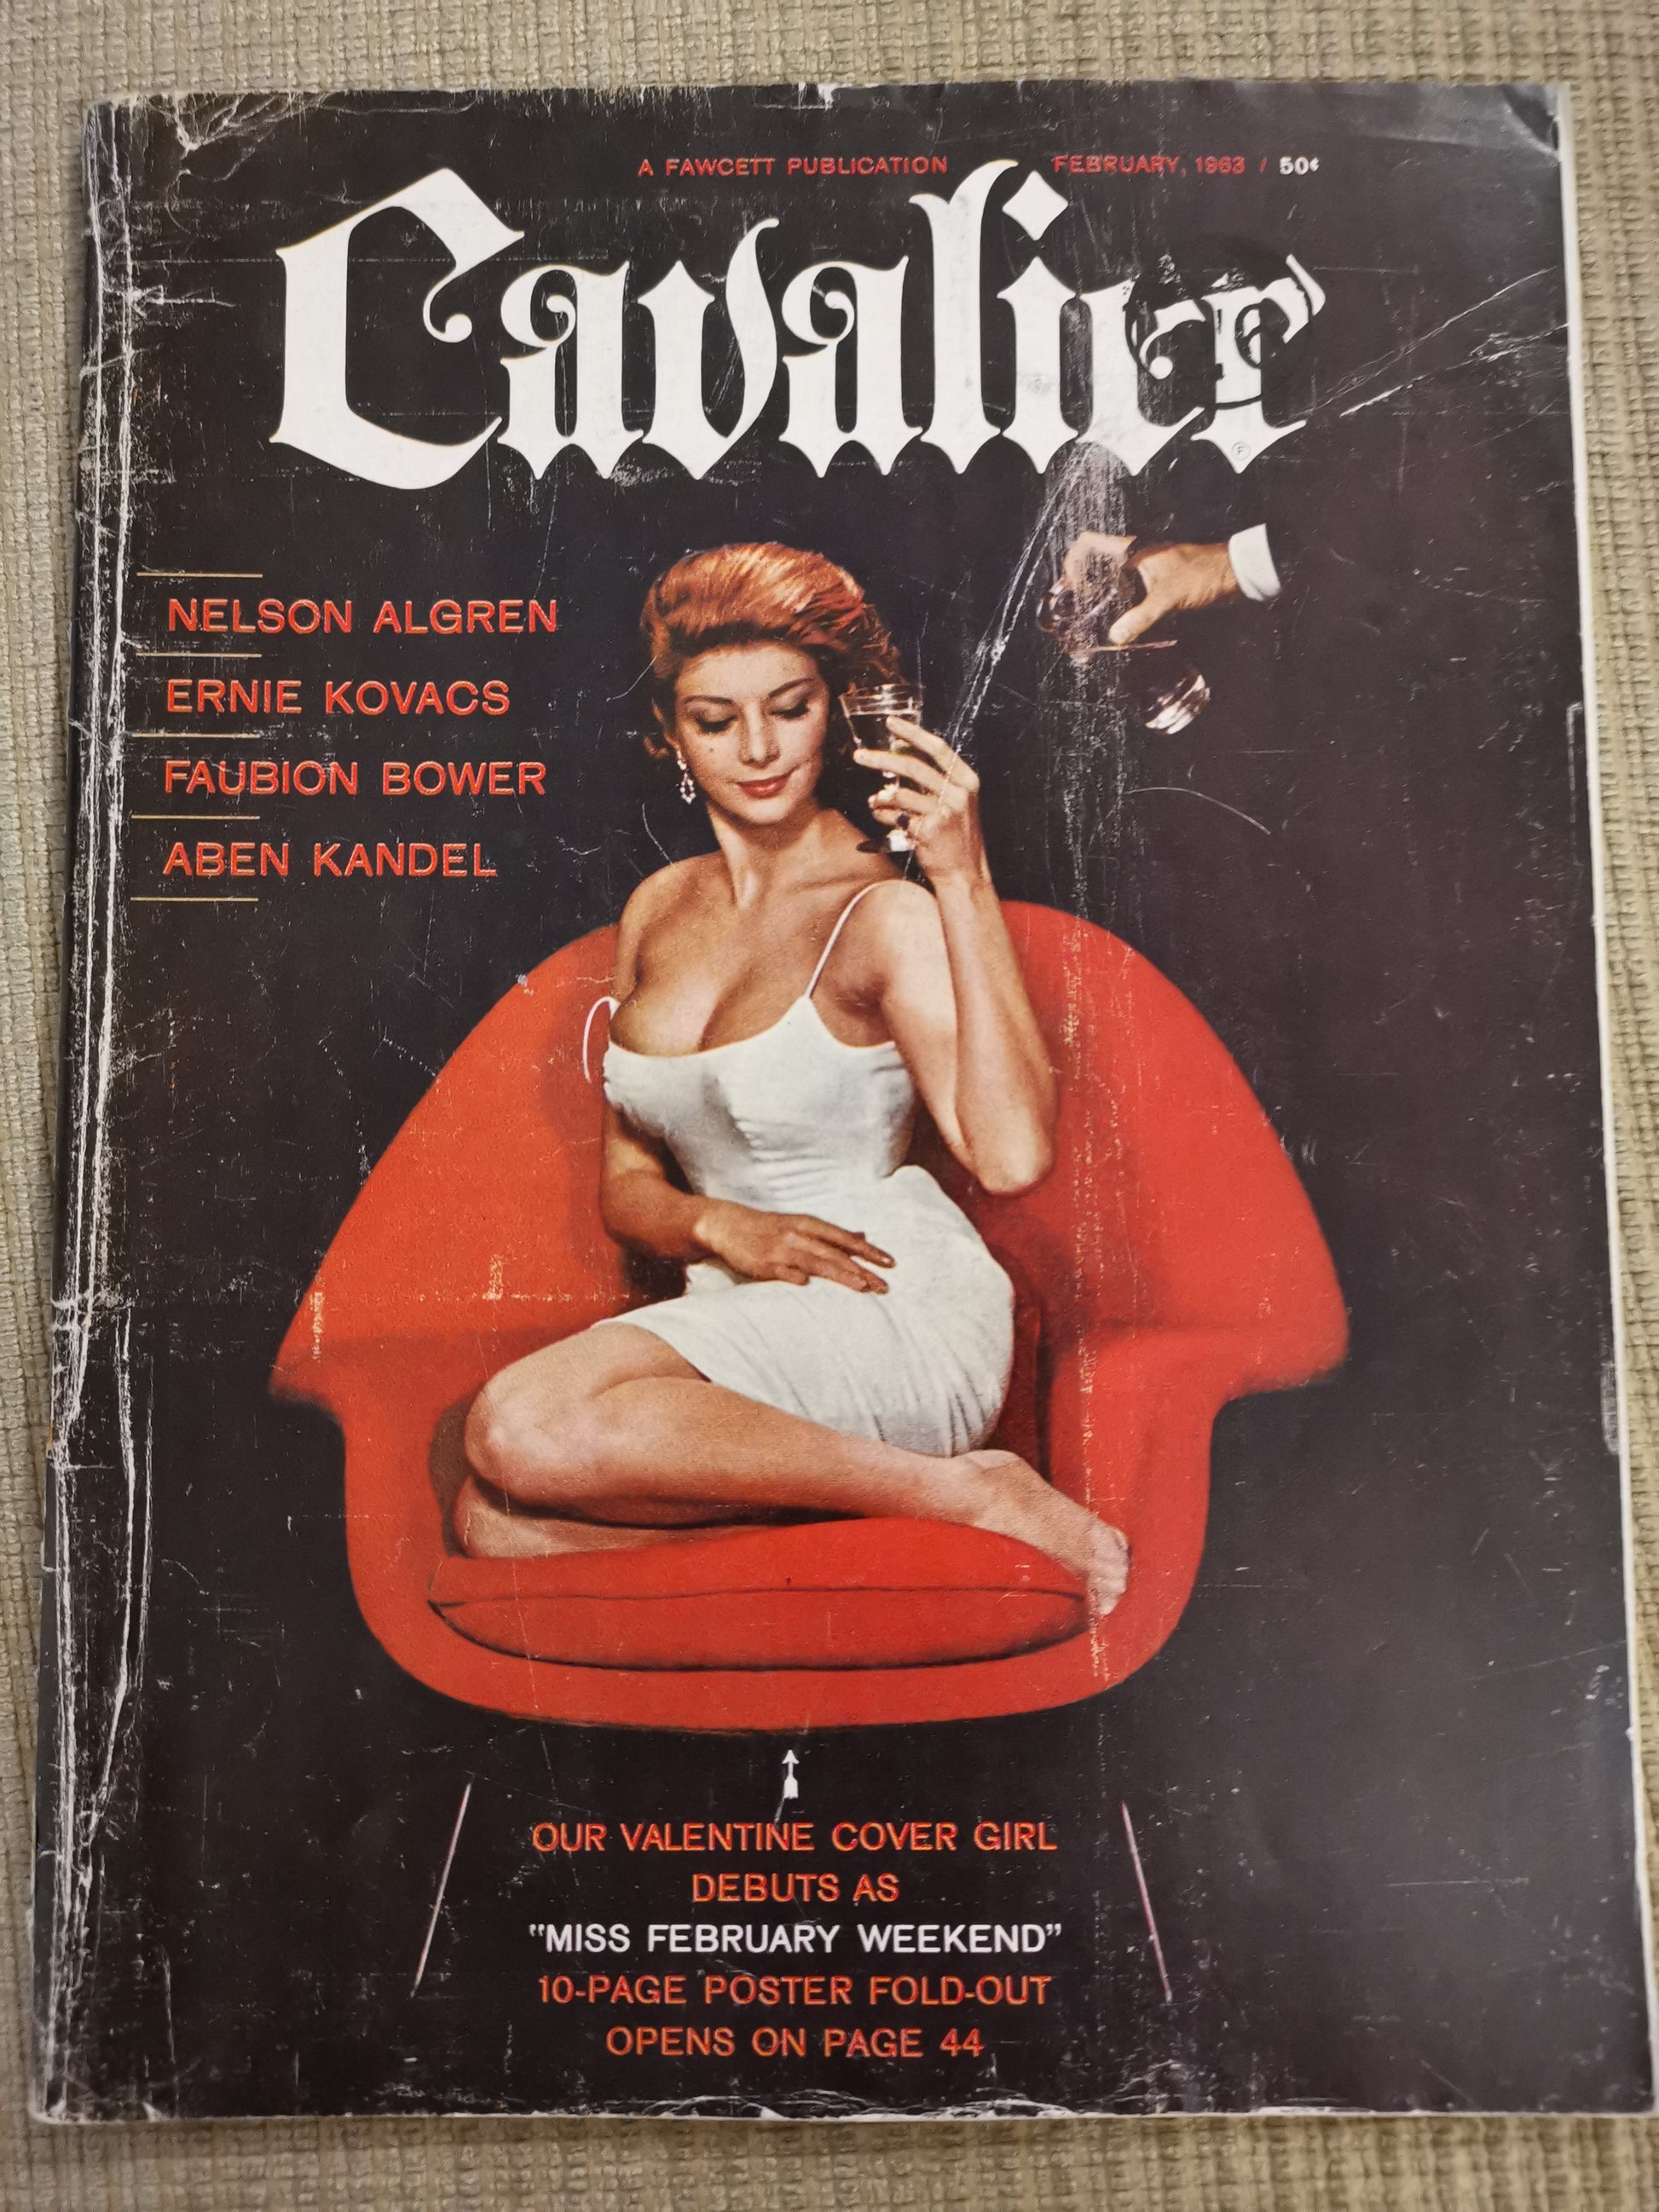 A FAWCETT PUBLICATION FEBRUARY, 1963 / 50¢
Cavalier
NELSON ALGREN
ERNIE KOVACS
FAUBION BOWER
ABEN KANDEL
OUR VALENTINE COVER GIRL
DEBUTS AS
"MISS FEBRUARY WEEKEND"
10-PAGE POSTER FOLD-OUT
OPENS ON PAGE 44